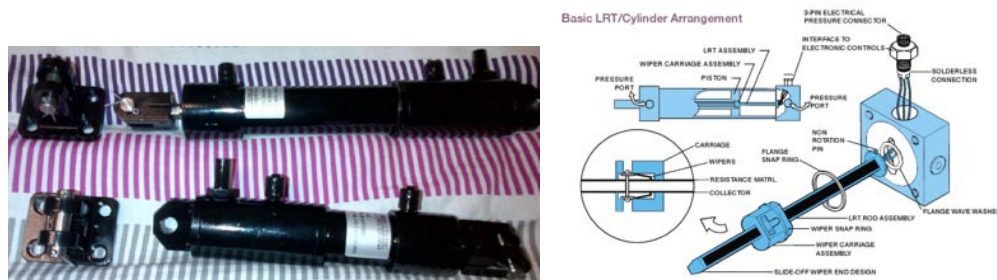 Basic LRT/Cylinder Arrangement
3-PIN ELECTRICAL
PRESSURE CONNECTOR
INTERFACE TO
ELECTRONIC CONTROLS
LRT ASSEMBLY
WIPER CARRIAGE ASSEMBLY
PISTON
SOLDERLESS
CONNECTION
PRESSURE
PORT
PRESSURE
PORT
NON
ROTATION
PIN
FLANGE
SNAP RING
CARRIAGE
WIPERS
RESISTANCE MATRL.
COLLECTOR
FLANGE WAVE WASHER
LRT ROD ASSEMBLY
WIPER SNAP RING
WIPER CARRIAGE
ASSEMBLY
SLIDE-OFF WIPER END DESIGN